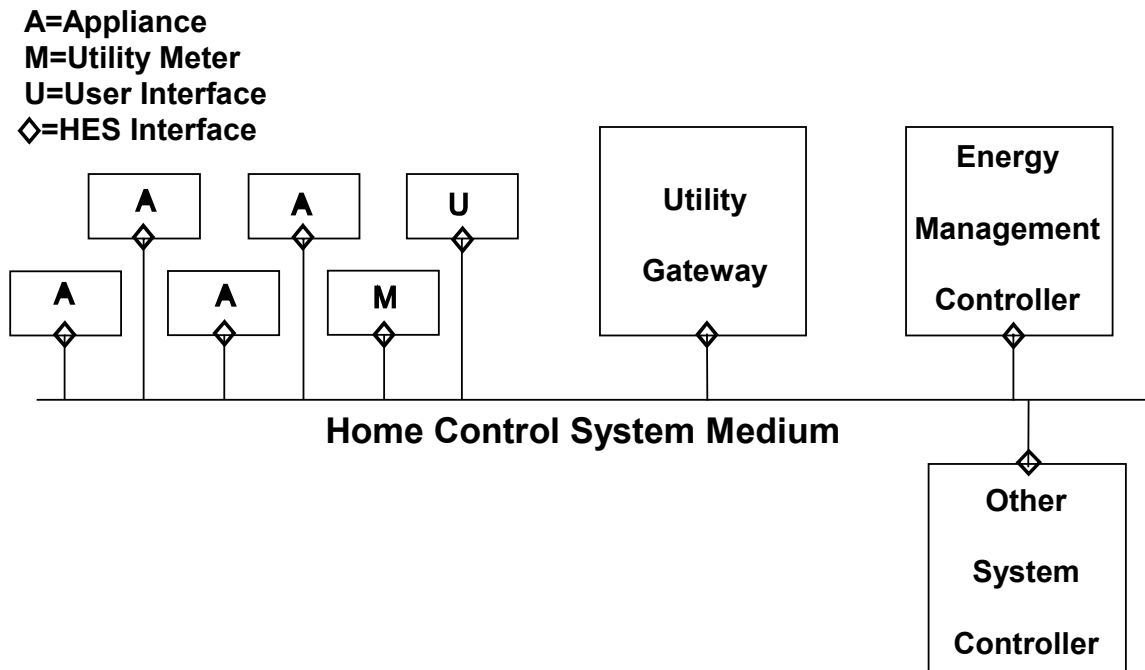 A=Appliance
M=Utility Meter
U=User Interface
◇=HES Interface
A
A
U
A
A
M
Utility
Gateway
Energy
Management
Controller
Home Control System Medium
Other
System
Controller